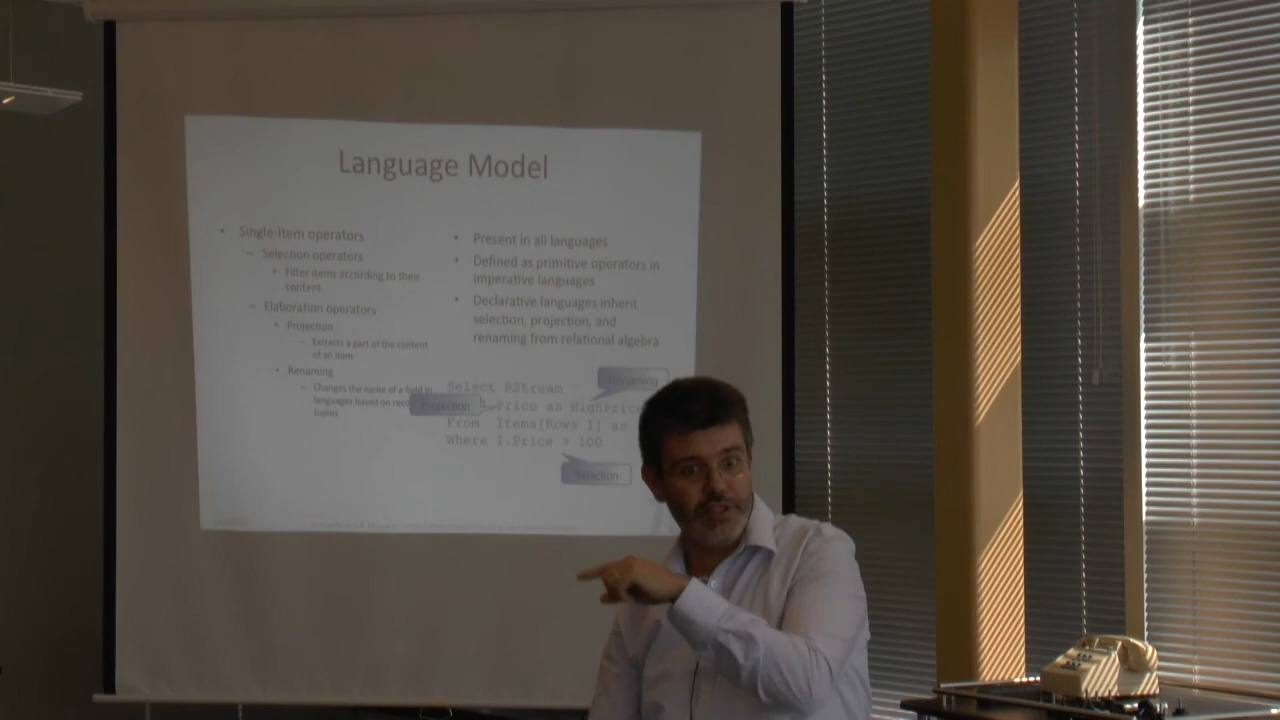 Language Model
• Single-Item operators
– Selection operators
• Filter items according to their
content
– Elaboration operators
• Projection
– Extracts a part of the content
of an item
• Renaming
– Changes the name of a field in
languages based on
tuples
• Present in all languages
• Defined as primitive operators in
imperative languages
• Declarative languages inherit
selection, projection, and
renaming from relational algebra
Renaming
Select RStream
Projection
Price as HighPrice
From Items[Rows 1] as
Where I.Price > 100
Selection